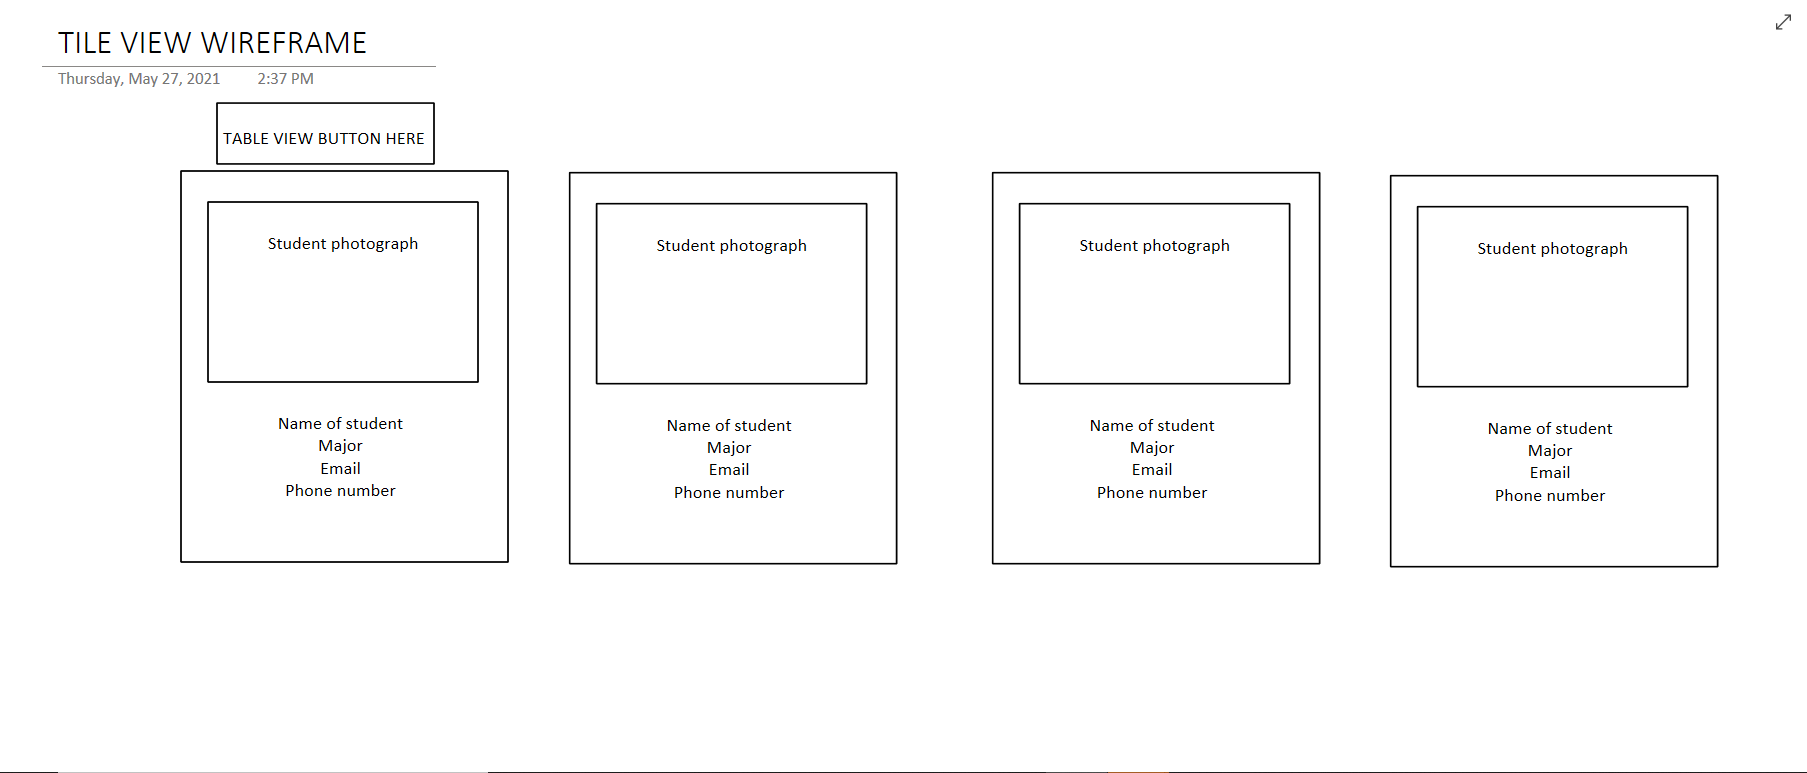 TILE VIEW WIREFRAME
Thursday, May 27, 2021 2:37 PM
TABLE VIEW BUTTON HERE
Student photograph
Name of student
Major
Email
Phone number
Student photograph
Name of student
Major
Email
Phone number
Student photograph
Name of student
Major
Email
Phone number
Student photograph
Name of student
Major
Email
Phone number